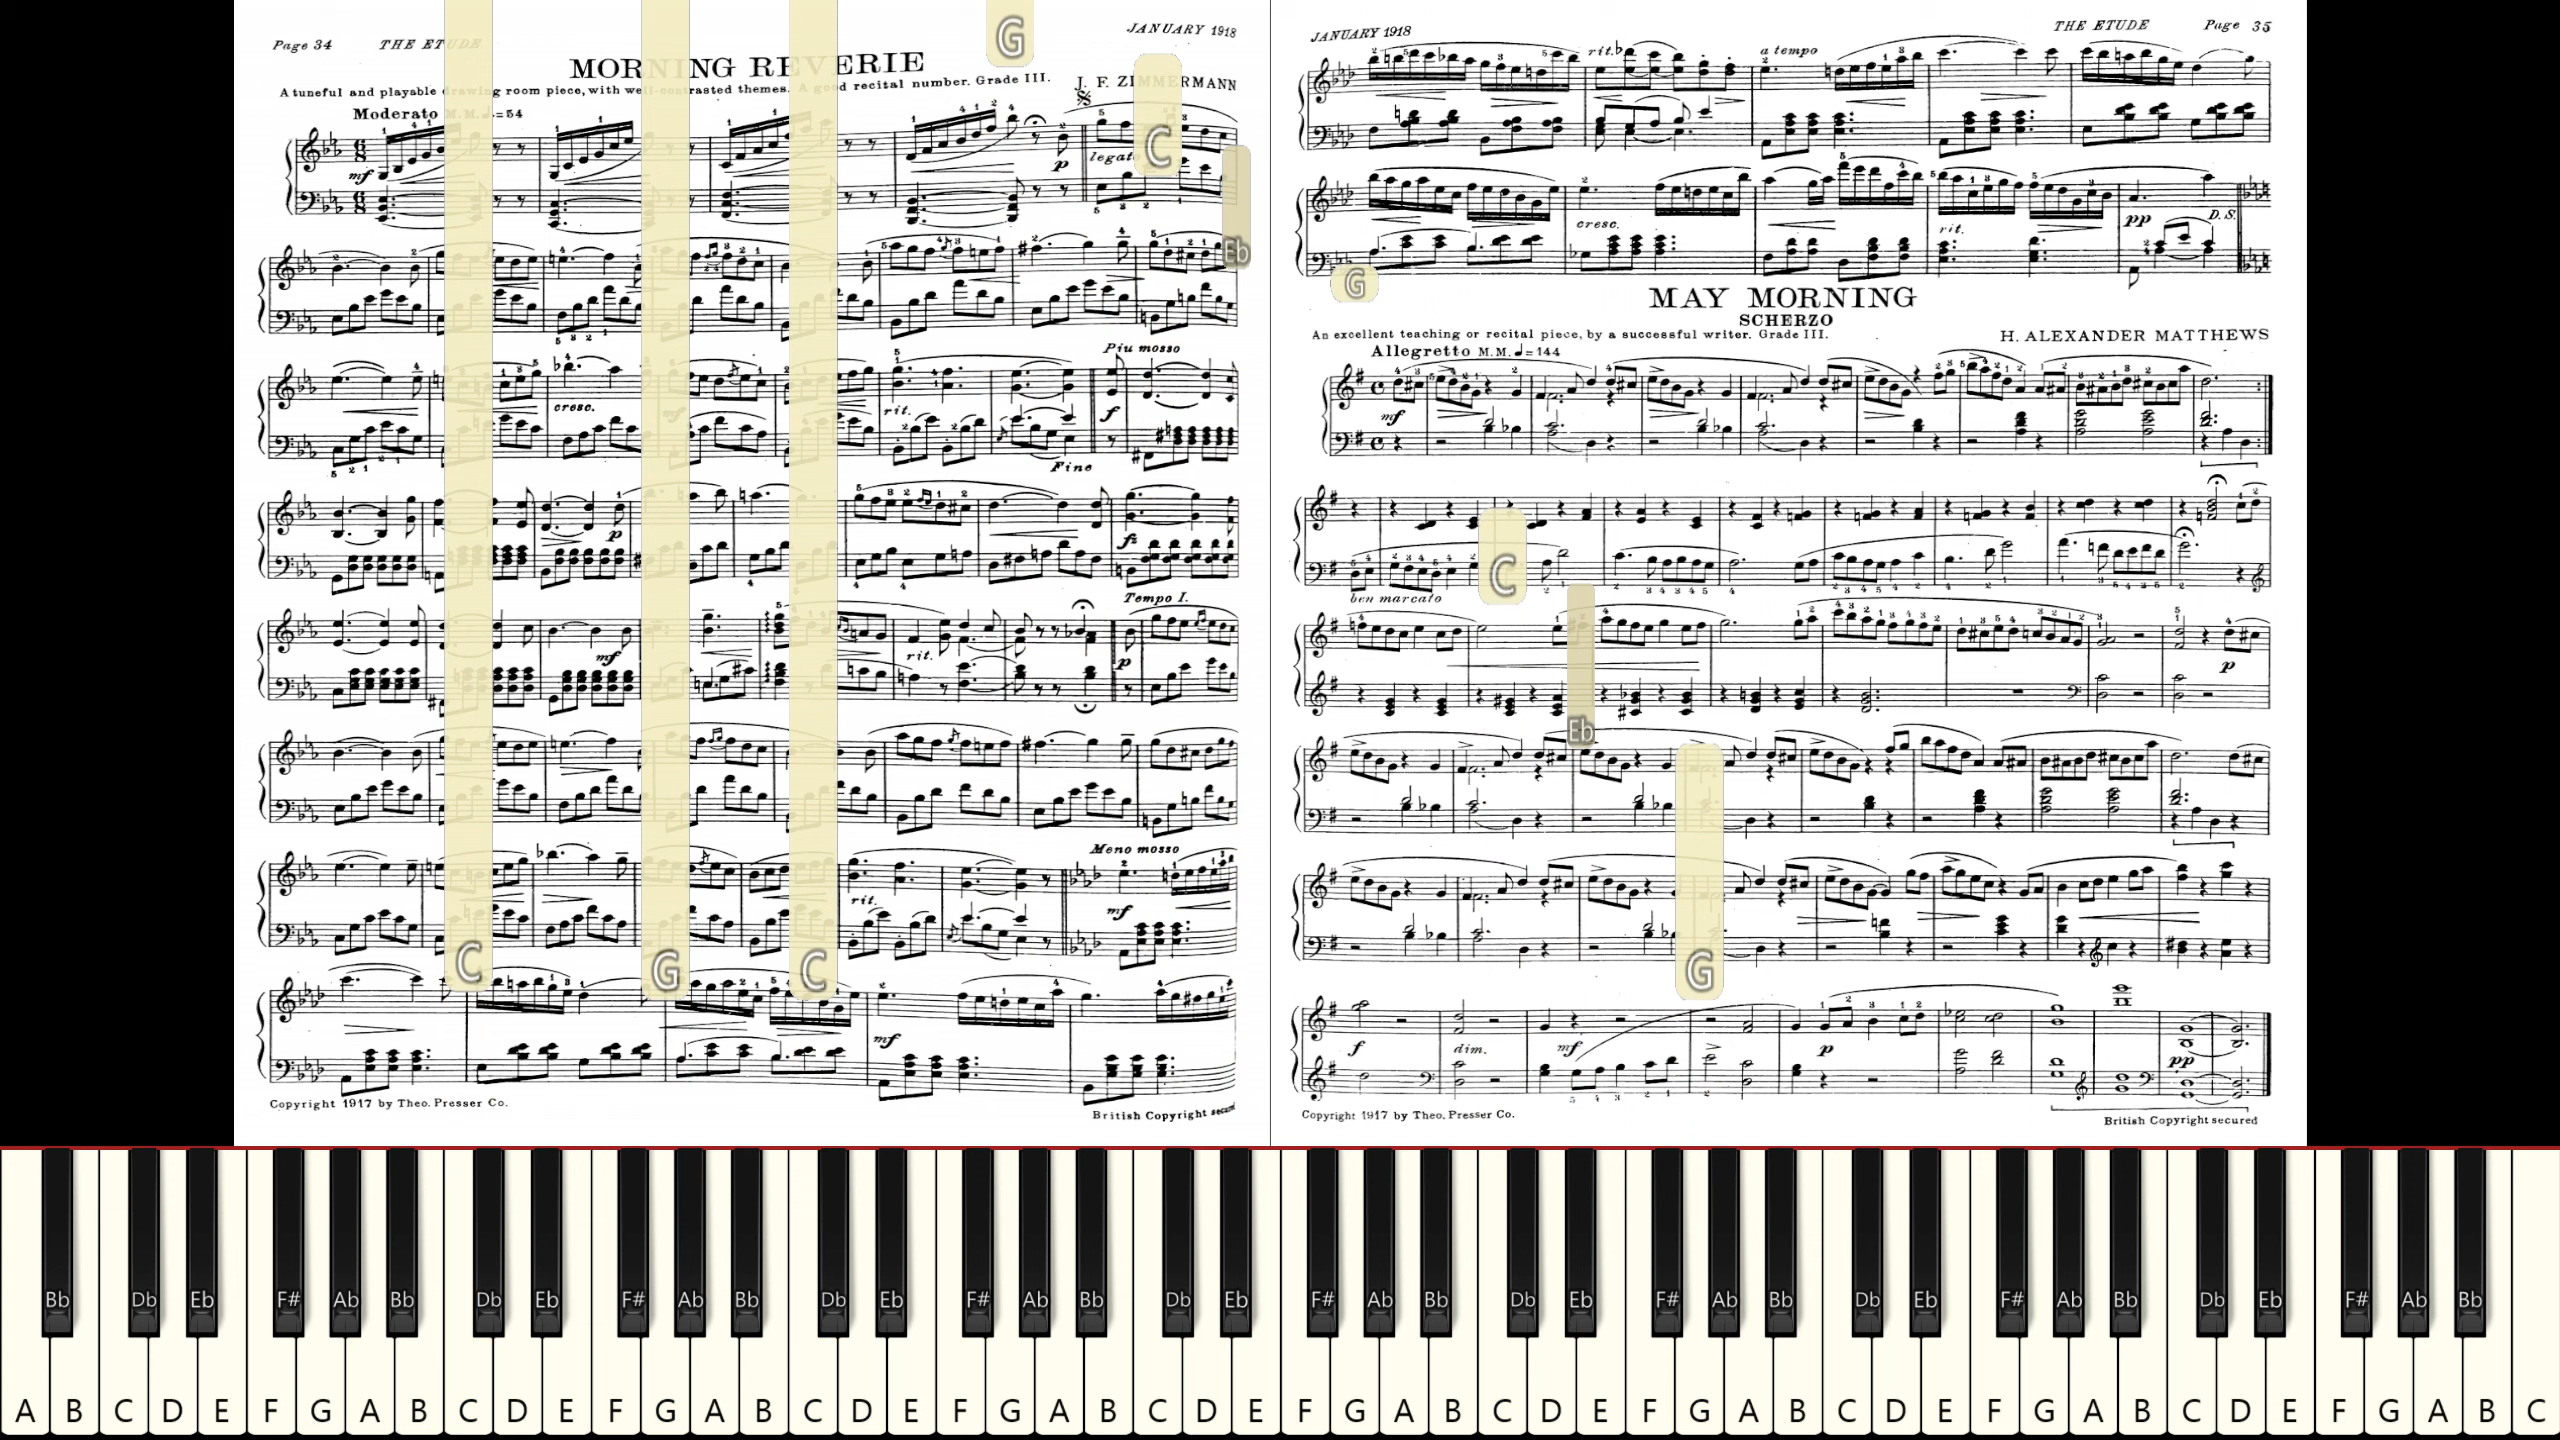 Page 34 THE ETUDE JANUARY 1918
MORNING REVERIE
A tuneful and playable drawing room piece, with well-contrasted themes. A good recital number. Grade III.
J. F. ZIMMERMANN
Moderato M.M. =54
mf
p
legato
cresc.
rit.
Piu mosso
f
Fine
p
fz
Tempo I.
mf
rit.
p
Meno mosso
rit.
mf
mf
Copyright 1917 by Theo. Presser Co.
British Copyright secured
JANUARY 1918 THE ETUDE Page 35
rit.
a tempo
cresc.
rit.
pp
D.S.
MAY MORNING
SCHERZO
An excellent teaching or recital piece, by a successful writer. Grade III.
H. ALEXANDER MATTHEWS
Allegretto M.M. =144
mf
ben marcato
p
f
dim.
mf
p
pp
Copyright 1917 by Theo. Presser Co.
British Copyright secured
G
C
Eb
G
C
Eb
C G C G
Bb Db Eb F# Ab Bb Db Eb F# Ab Bb Db Eb F# Ab Bb Db Eb F# Ab Bb Db Eb F# Ab Bb Db Eb F# Ab Bb Db Eb F# Ab Bb
A B C D E F G A B C D E F G A B C D E F G A B C D E F G A B C D E F G A B C D E F G A B C D E F G A B C